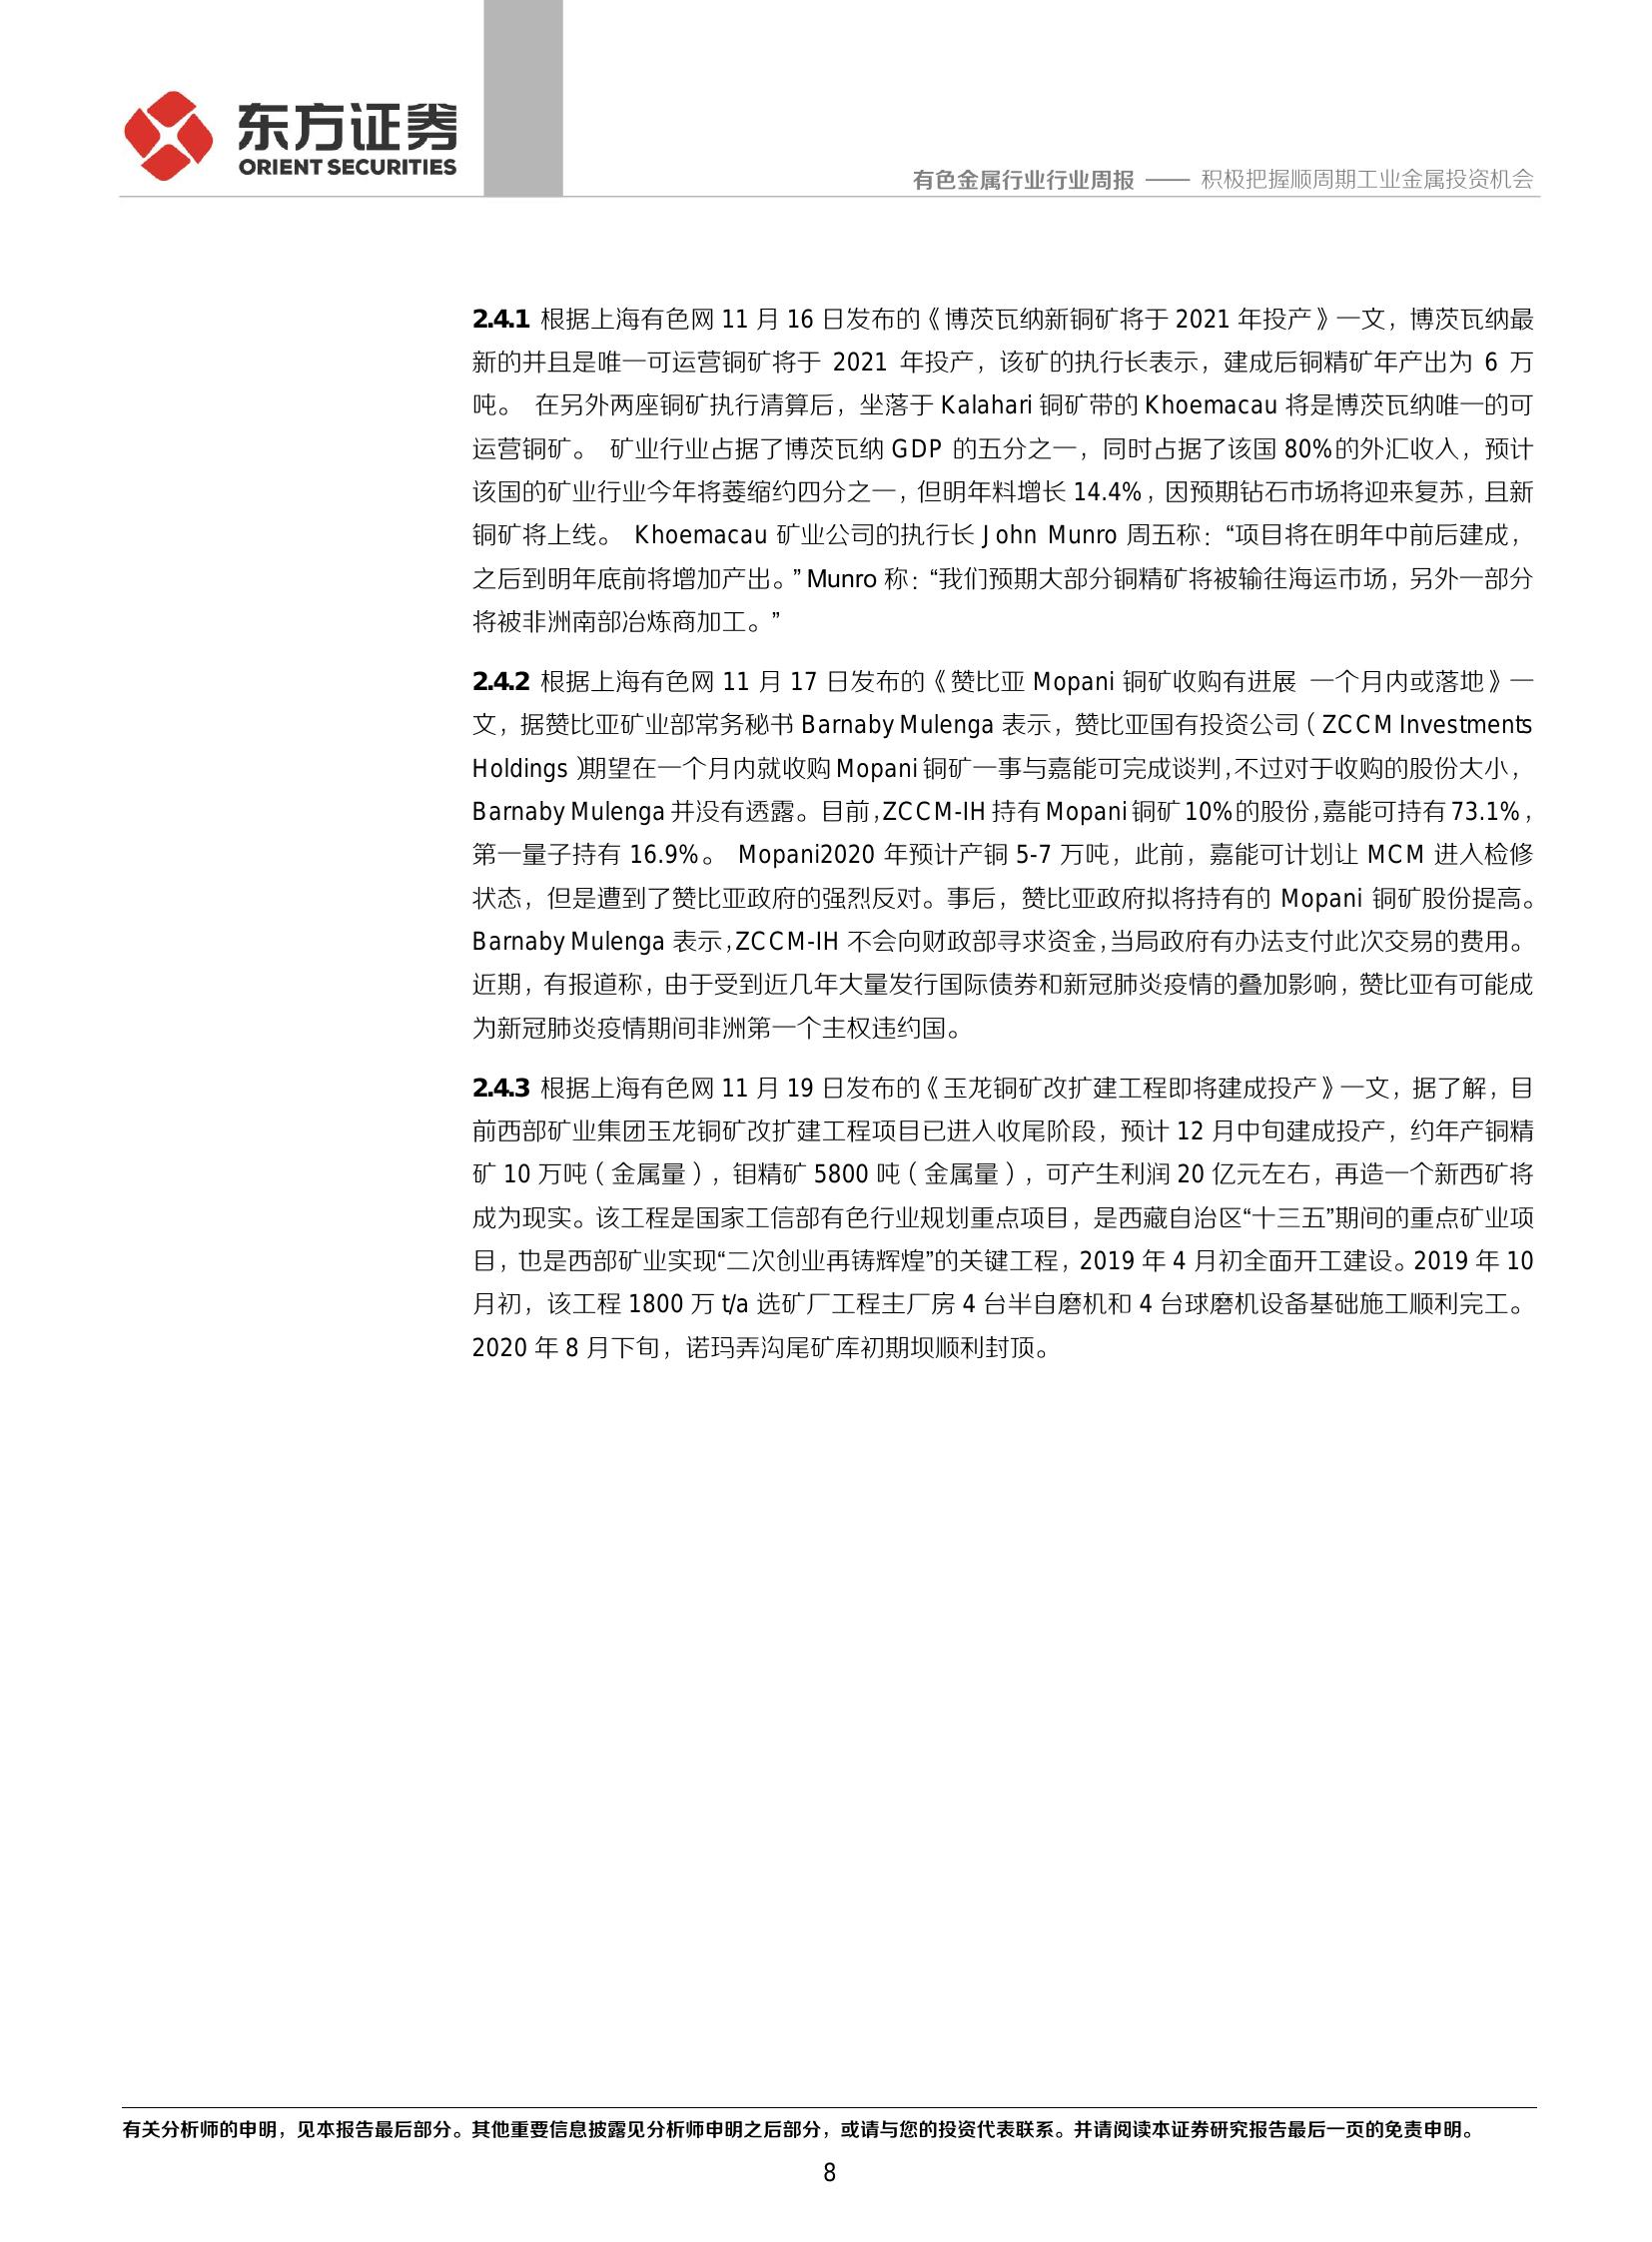 东方证券
ORIENT SECURITIES
有色金属行业行业周报 —— 积极把握顺周期工业金属投资机会
2.4.1 根据上海有色网 11 月 16 日发布的《博茨瓦纳新铜矿将于 2021 年投产》一文，博茨瓦纳最
新的并且是唯一可运营铜矿将于 2021 年投产，该矿的执行长表示，建成后铜精矿年产出为 6 万
吨。 在另外两座铜矿执行清算后，坐落于 Kalahari 铜矿带的 Khoemacau 将是博茨瓦纳唯一的可
运营铜矿。 矿业行业占据了博茨瓦纳 GDP 的五分之一，同时占据了该国 80%的外汇收入，预计
该国的矿业行业今年将萎缩约四分之一，但明年料增长 14.4%，因预期钻石市场将迎来复苏，且新
铜矿将上线。 Khoemacau 矿业公司的执行长 John Munro 周五称：“项目将在明年中前后建成，
之后到明年底前将增加产出。” Munro 称：“我们预期大部分铜精矿将被输往海运市场，另外一部分
将被非洲南部冶炼商加工。”
2.4.2 根据上海有色网 11 月 17 日发布的《赞比亚 Mopani 铜矿收购有进展 一个月内或落地》一
文，据赞比亚矿业部常务秘书 Barnaby Mulenga 表示，赞比亚国有投资公司（ZCCM Investments
Holdings）期望在一个月内就收购 Mopani 铜矿一事与嘉能可完成谈判，不过对于收购的股份大小，
Barnaby Mulenga 并没有透露。目前，ZCCM-IH 持有 Mopani 铜矿 10%的股份，嘉能可持有 73.1%，
第一量子持有 16.9%。 Mopani2020 年预计产铜 5-7 万吨，此前，嘉能可计划让 MCM 进入检修
状态，但是遭到了赞比亚政府的强烈反对。事后，赞比亚政府拟将持有的 Mopani 铜矿股份提高。
Barnaby Mulenga 表示，ZCCM-IH 不会向财政部寻求资金，当局政府有办法支付此次交易的费用。
近期，有报道称，由于受到近几年大量发行国际债券和新冠肺炎疫情的叠加影响，赞比亚有可能成
为新冠肺炎疫情期间非洲第一个主权违约国。
2.4.3 根据上海有色网 11 月 19 日发布的《玉龙铜矿改扩建工程即将建成投产》一文，据了解，目
前西部矿业集团玉龙铜矿改扩建工程项目已进入收尾阶段，预计 12 月中旬建成投产，约年产铜精
矿 10 万吨（金属量），钼精矿 5800 吨（金属量），可产生利润 20 亿元左右，再造一个新西矿将
成为现实。该工程是国家工信部有色行业规划重点项目，是西藏自治区“十三五”期间的重点矿业项
目，也是西部矿业实现“二次创业再铸辉煌”的关键工程，2019 年 4 月初全面开工建设。2019 年 10
月初，该工程 1800 万 t/a 选矿厂工程主厂房 4 台半自磨机和 4 台球磨机设备基础施工顺利完工。
2020 年 8 月下旬，诺玛弄沟尾矿库初期坝顺利封顶。
有关分析师的申明，见本报告最后部分。其他重要信息披露见分析师申明之后部分，或请与您的投资代表联系。并请阅读本证券研究报告最后一页的免责申明。
8